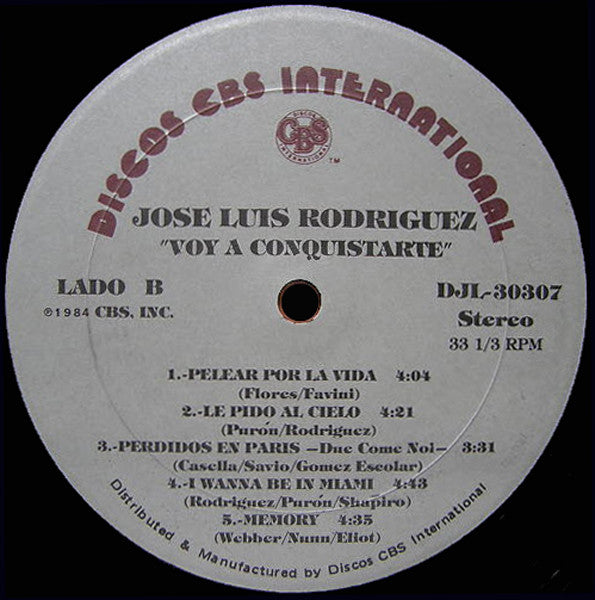 DISCOS CBS INTERNATIONAL
DISCOS
CBS
INTERNATIONAL
TM
JOSE LUIS RODRIGUEZ
"VOY A CONQUISTARTE"
LADO B
DJL-30307
℗1984 CBS, INC.
Stereo
33 1/3 RPM
1.-PELEAR POR LA VIDA 4:04
(Flores/Favini)
2.-LE PIDO AL CIELO 4:21
(Purón/Rodriguez)
3.-PERDIDOS EN PARIS -Due Come Noi- 3:31
(Casella/Savio/Gomez Escolar)
4.-I WANNA BE IN MIAMI 4:43
(Rodriguez/Purón/Shapiro)
5.-MEMORY 4:35
(Webber/Nunn/Eliot)
Distributed & Manufactured by Discos CBS International